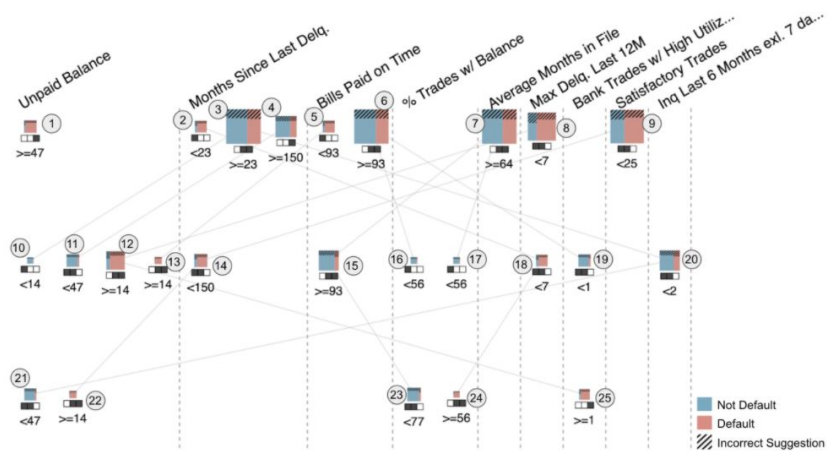 Unpaid Balance
Months Since Last Delq.
Bills Paid on Time
% Trades w/ Balance
Average Months in File
Max Delq. Last 12M
Bank Trades w/ High Utiliz...
Satisfactory Trades
Inq Last 6 Months exl. 7 da...
1 2 3 4 5 6 7 8 9
>=47 <23 >=23 >=150 <93 >=93 >=64 <7 <25
10 11 12 13 14 15 16 17 18 19 20
<14 <47 >=14 >=14 <150 >=93 <56 <56 <7 <1 <2
21 22 23 24 25
<47 >=14 <77 >=56 >=1
Not Default
Default
Incorrect Suggestion